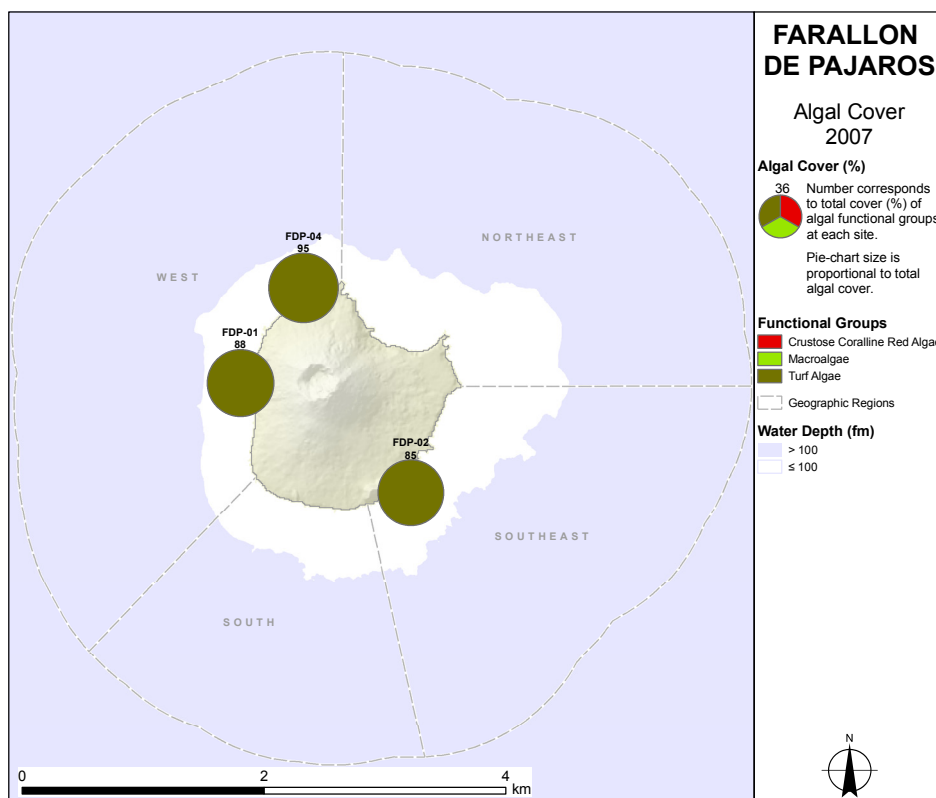 FARALLON
DE PAJAROS
Algal Cover
2007
Algal Cover (%)
36
Number corresponds
to total cover (%) of
algal functional groups
at each site.
Pie-chart size is
proportional to total
algal cover.
Functional Groups
Crustose Coralline Red Algae
Macroalgae
Turf Algae
Geographic Regions
Water Depth (fm)
> 100
≤ 100
N
NORTHEAST
WEST
SOUTHEAST
SOUTH
FDP-04
95
FDP-01
88
FDP-02
85
0 2 4
km